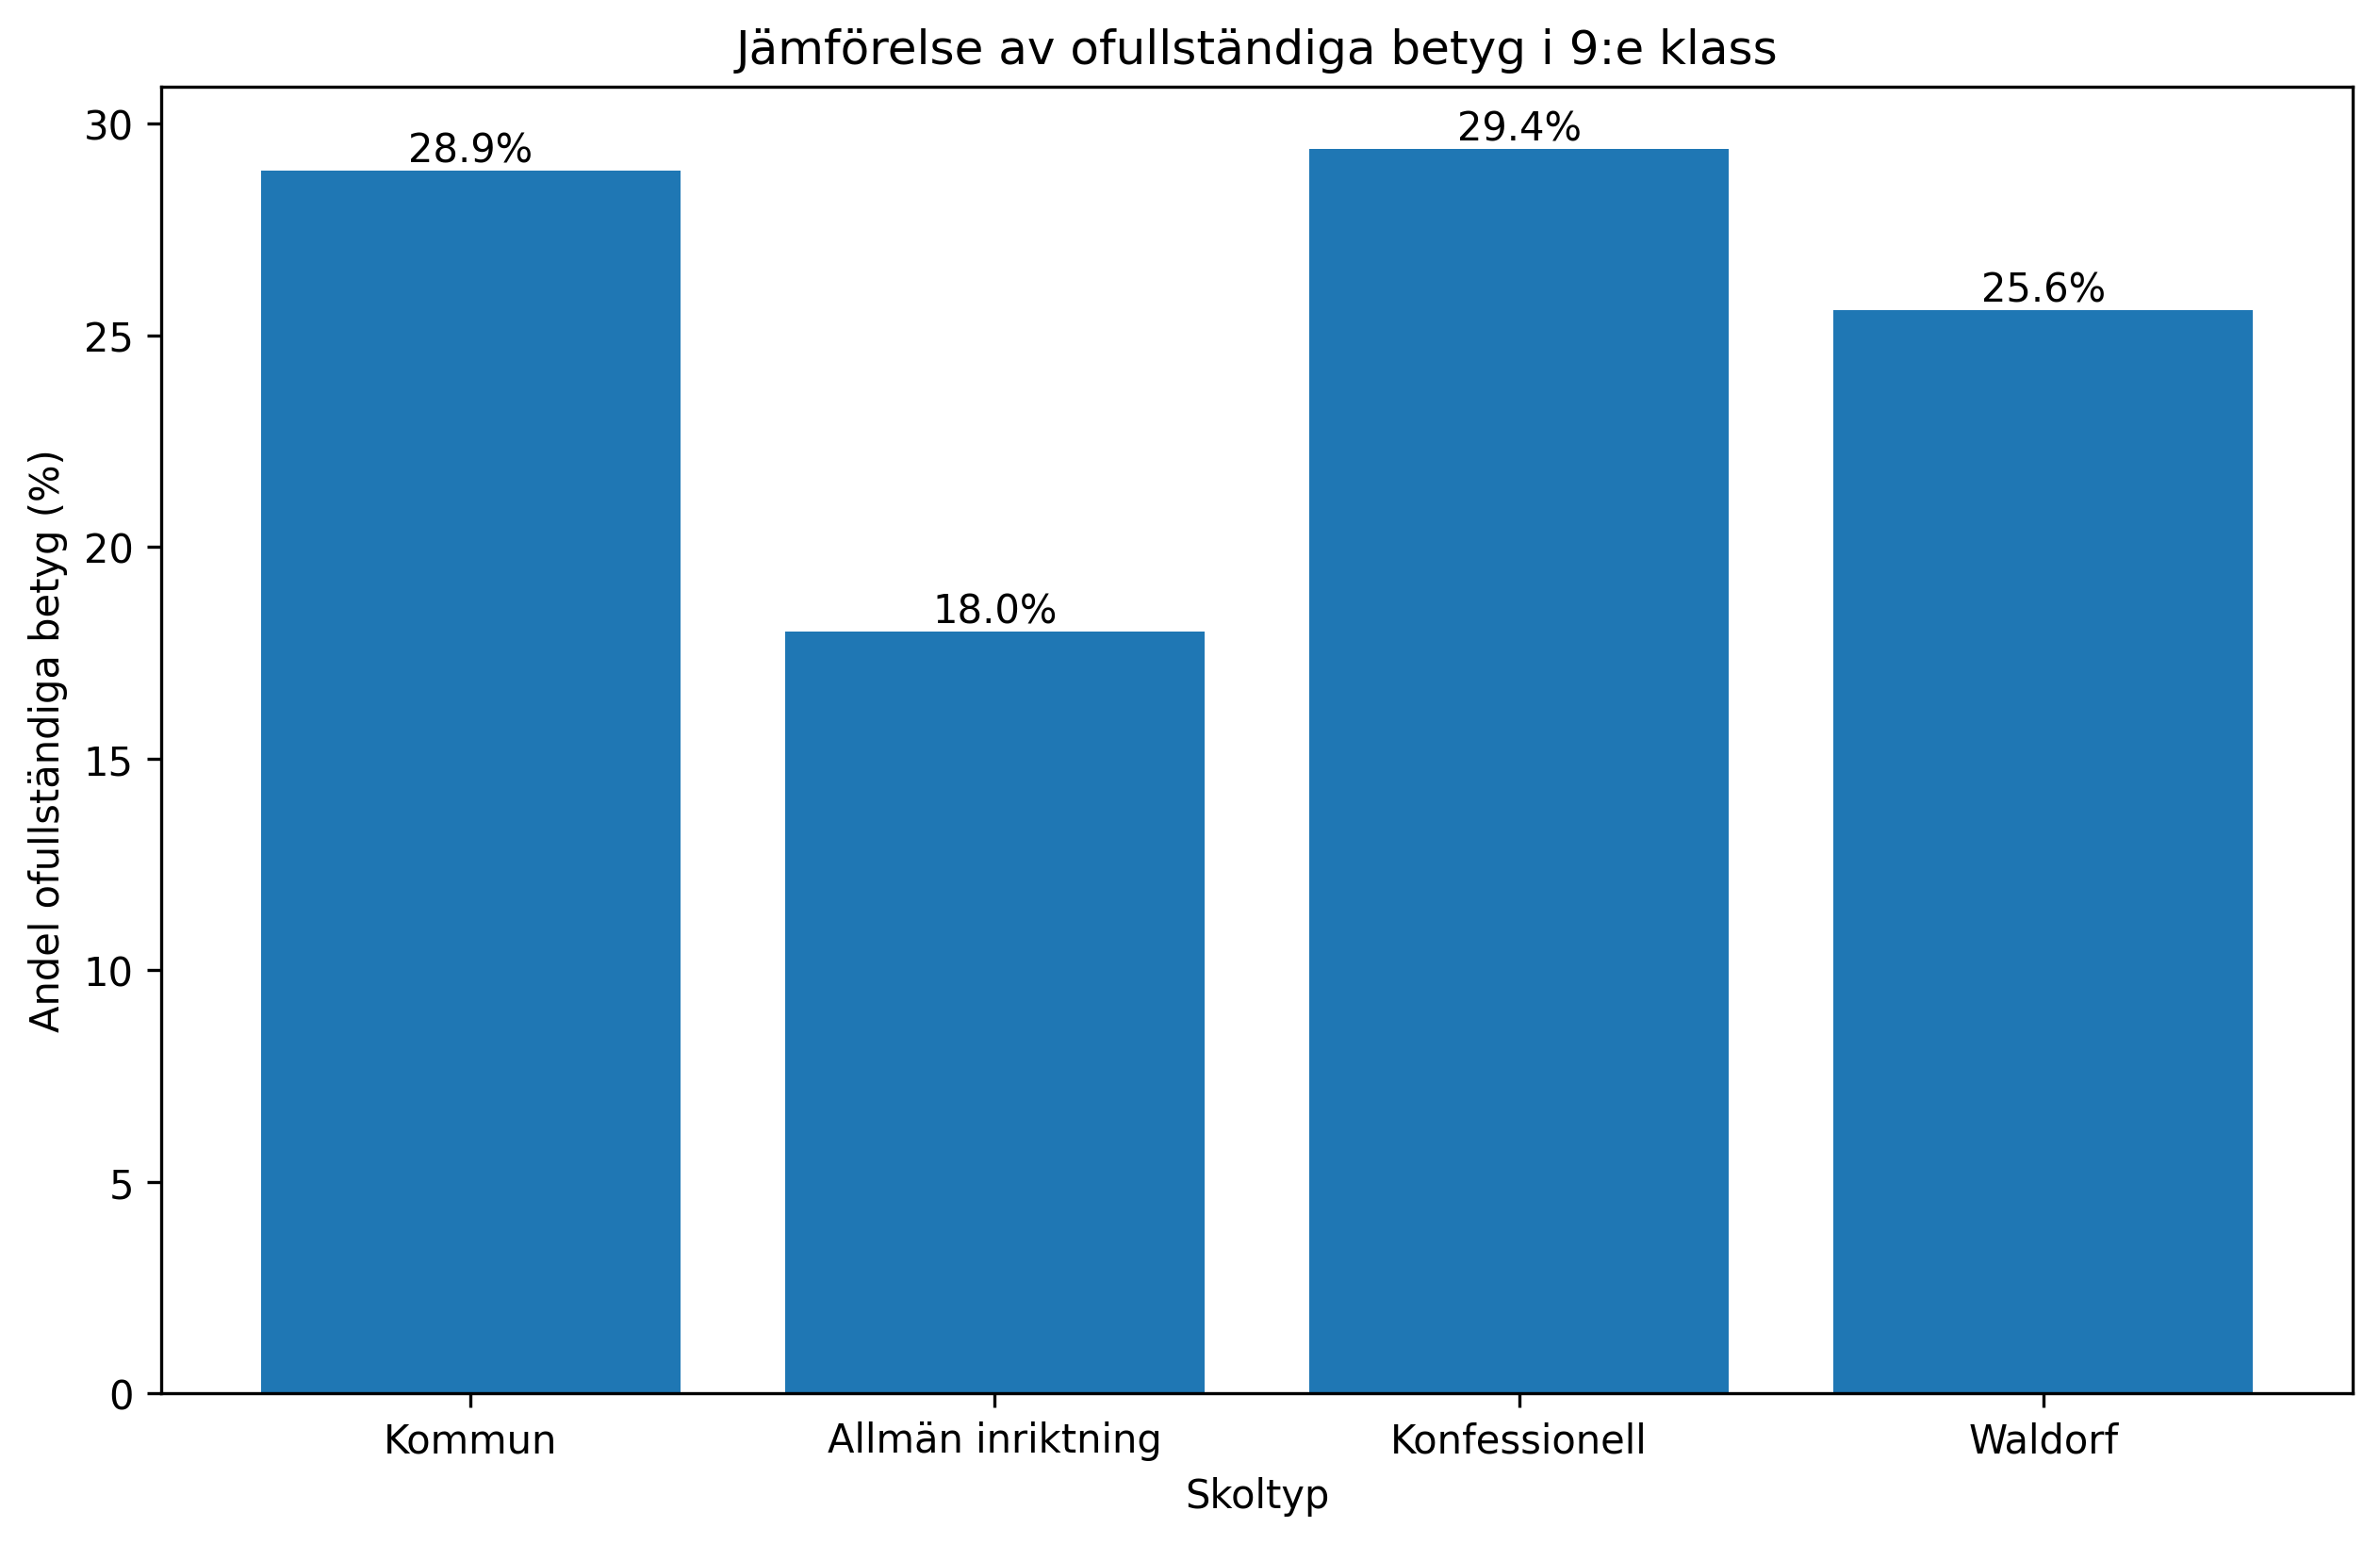 Jämförelse av ofullständiga betyg i 9:e klass
Andel ofullständiga betyg (%)
30
25
20
15
10
5
0
28.9%
18.0%
29.4%
25.6%
Kommun
Allmän inriktning
Konfessionell
Waldorf
Skoltyp